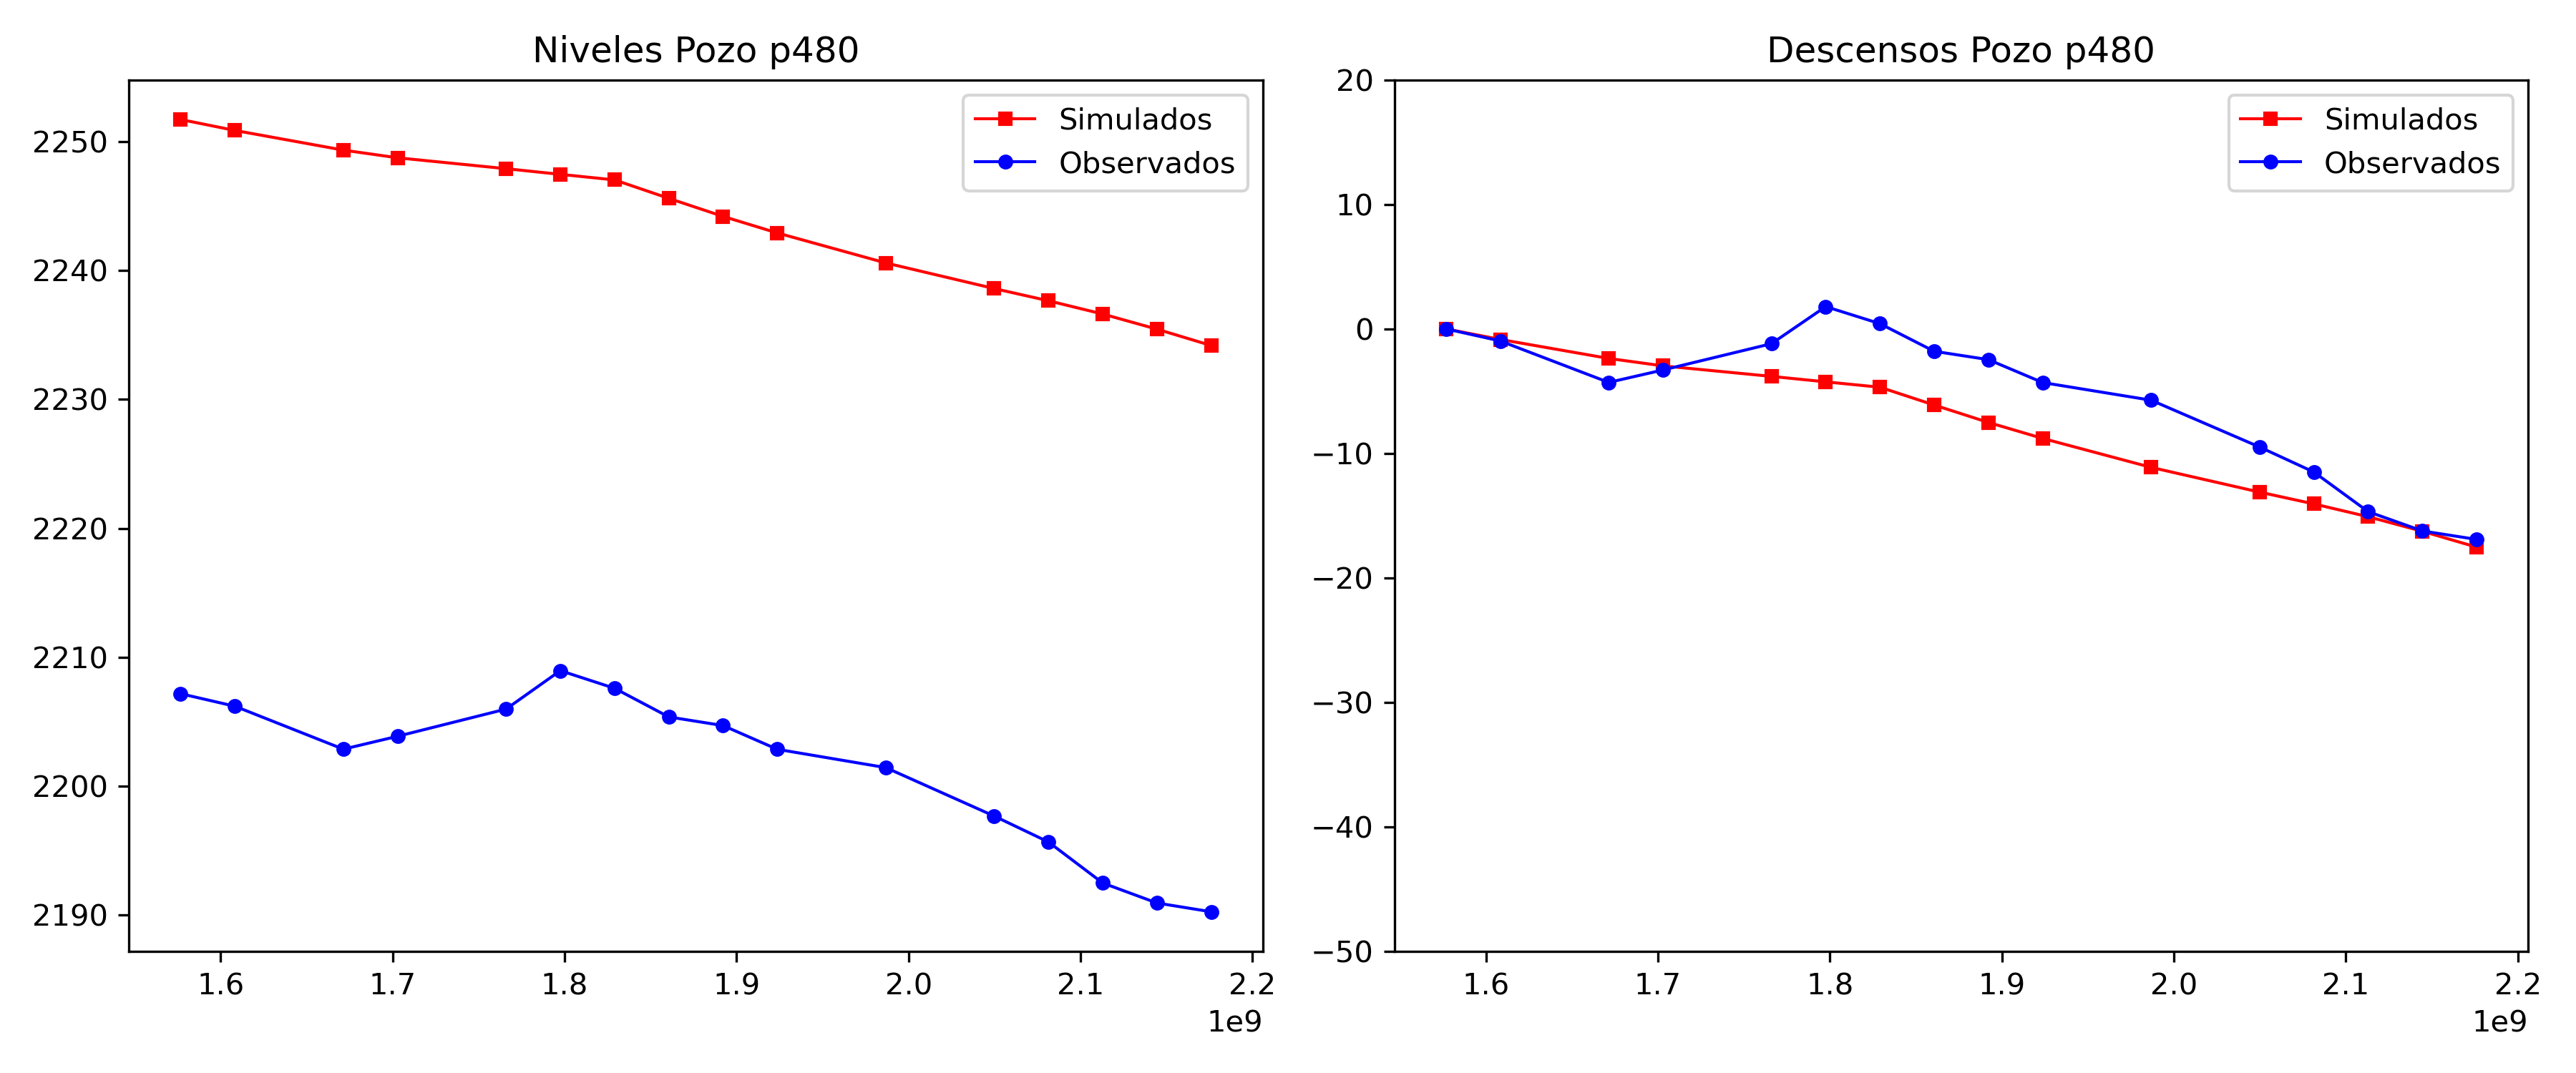 Niveles Pozo p480
Simulados
Observados
2250
2240
2230
2220
2210
2200
2190
1.6 1.7 1.8 1.9 2.0 2.1 2.2
1e9
Descensos Pozo p480
Simulados
Observados
20
10
0
−10
−20
−30
−40
−50
1.6 1.7 1.8 1.9 2.0 2.1 2.2
1e9